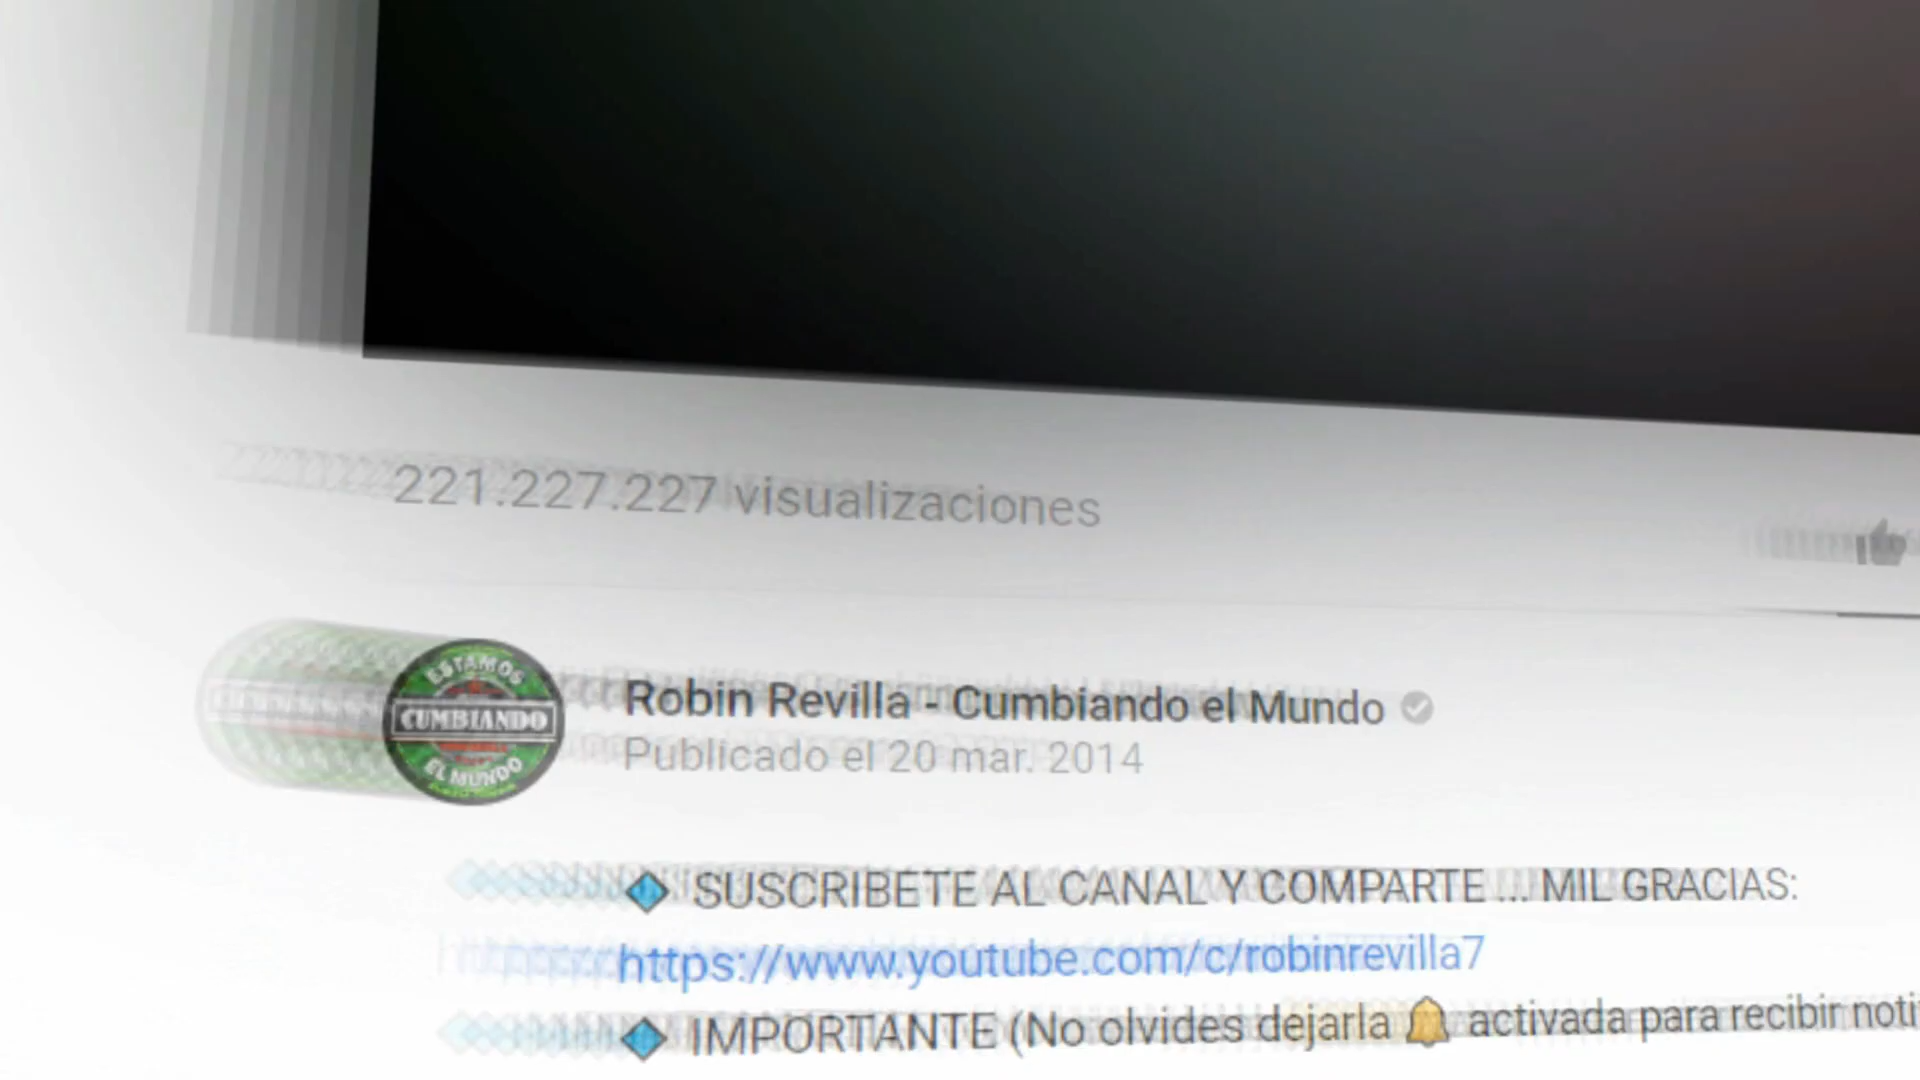 221.227.227 visualizaciones
ESTAMOS
CUMBIANDO
EL MUNDO
Robin Revilla - Cumbiando el Mundo
Publicado el 20 mar. 2014
SUSCRIBETE AL CANAL Y COMPARTE ... MIL GRACIAS:
https://www.youtube.com/c/robinrevilla7
IMPORTANTE (No olvides dejarla 🔔 activada para recibir noti